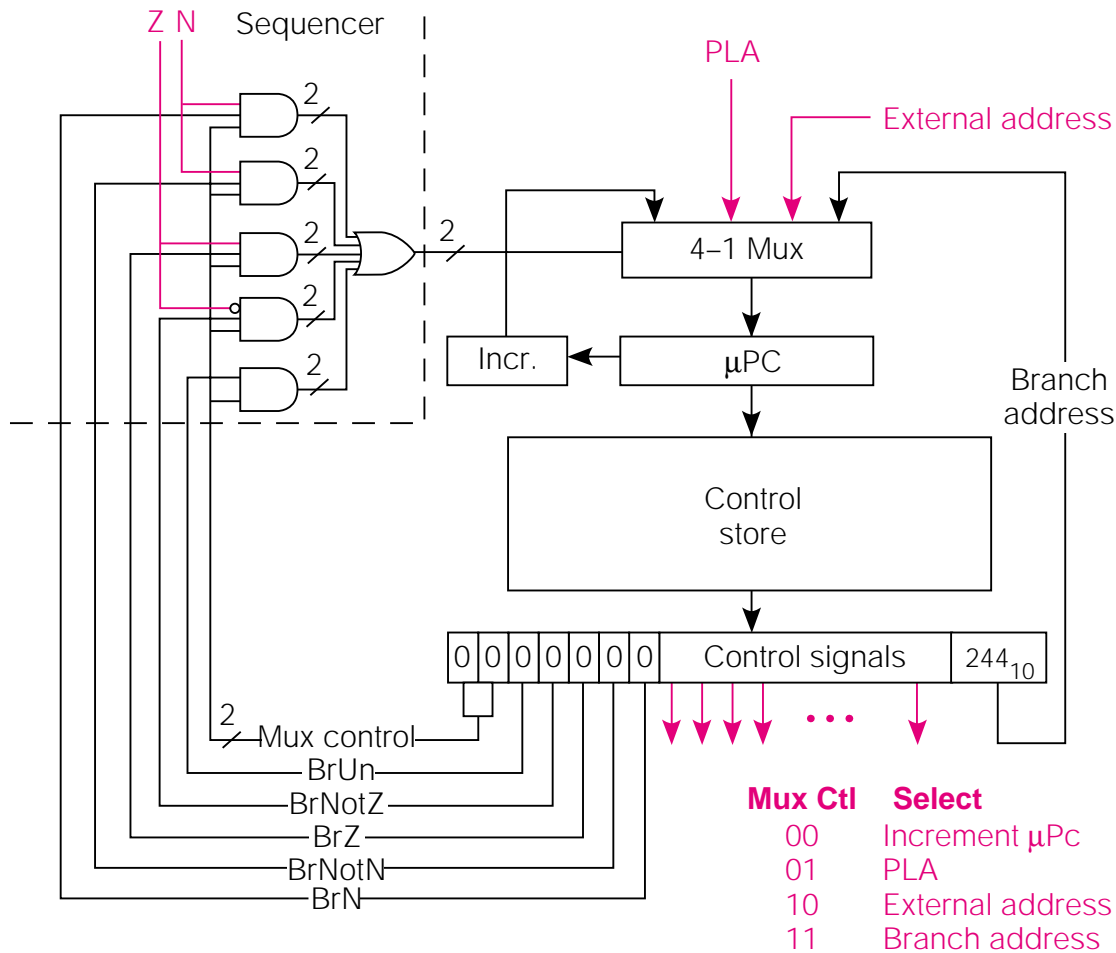 Z N Sequencer
PLA
External address
2
2
2
2
2
2
4–1 Mux
Incr.
μPC
Branch
address
Control
store
0 0 0 0 0 0 0 Control signals 244₁₀
2
Mux control
BrUn
BrNotZ
BrZ
BrNotN
BrN
Mux Ctl Select
00 Increment μPc
01 PLA
10 External address
11 Branch address